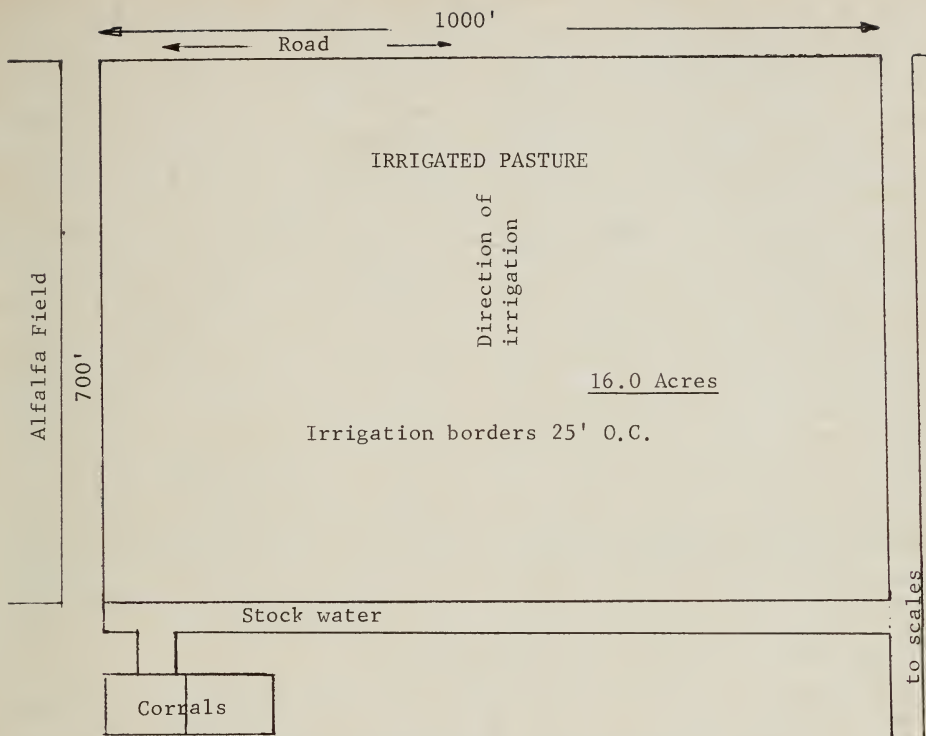 1000'
Road
IRRIGATED PASTURE
Direction of
irrigation
Alfalfa Field
700'
16.0 Acres
Irrigation borders 25' O.C.
Stock water
to scales
Corrals